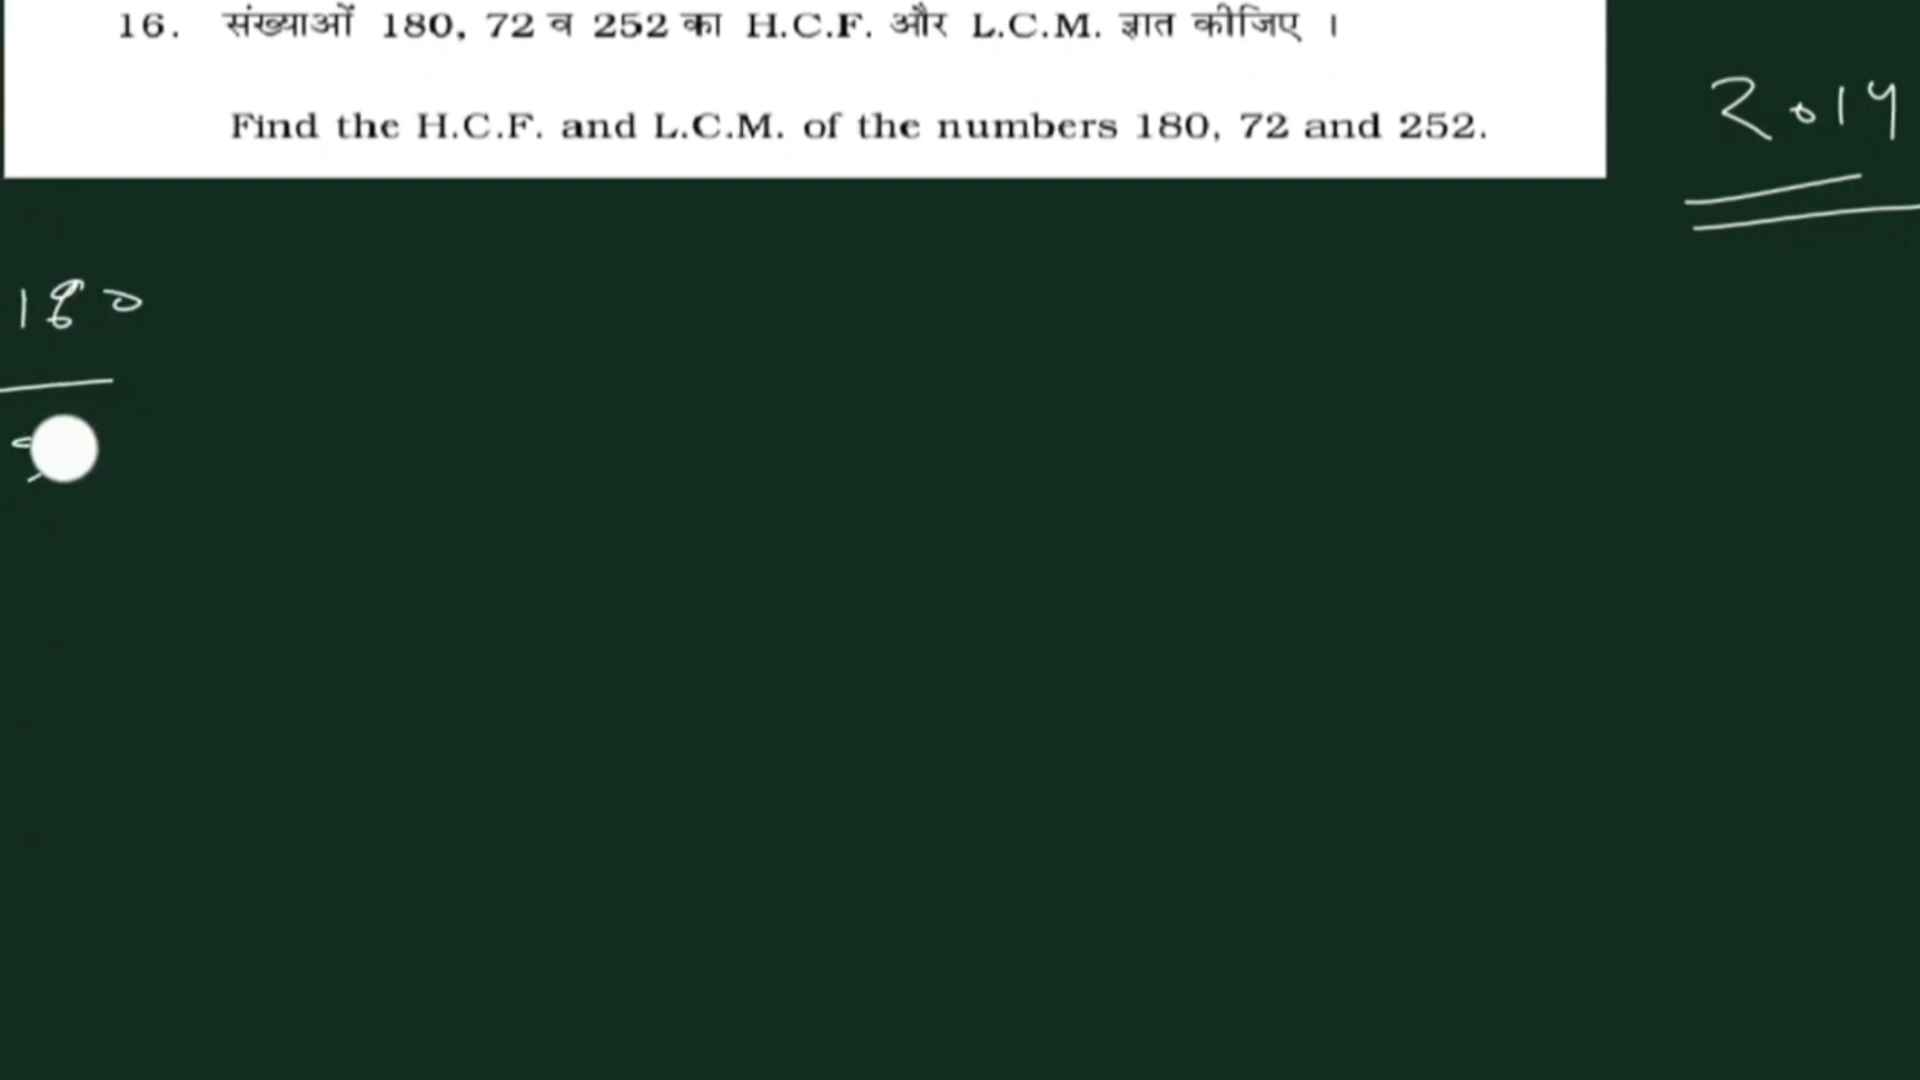 16. संख्याओं 180, 72 व 252 का H.C.F. और L.C.M. ज्ञात कीजिए ।
Find the H.C.F. and L.C.M. of the numbers 180, 72 and 252.
2014
180